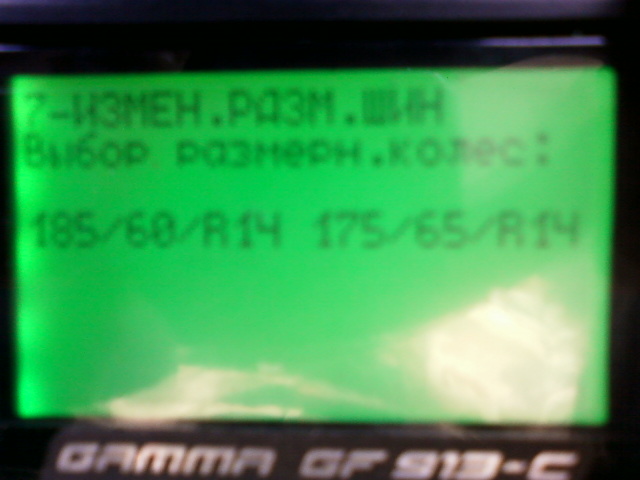 7-ИЗМЕН.РАЗМ.ШИН
Выбор размерн.колес:
185/60/R14 175/65/R14
GAMMA GF 913-C